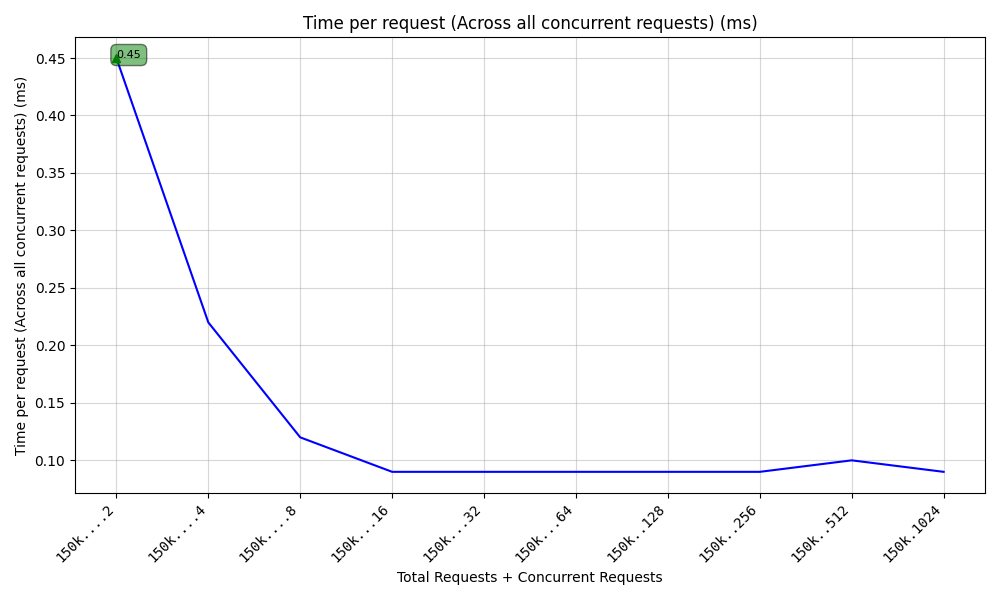 Time per request (Across all concurrent requests) (ms)
Time per request (Across all concurrent requests) (ms)
0.45
0.40
0.35
0.30
0.25
0.20
0.15
0.10
0.45
150k....2
150k....4
150k....8
150k...16
150k...32
150k...64
150k..128
150k..256
150k..512
150k.1024
Total Requests + Concurrent Requests